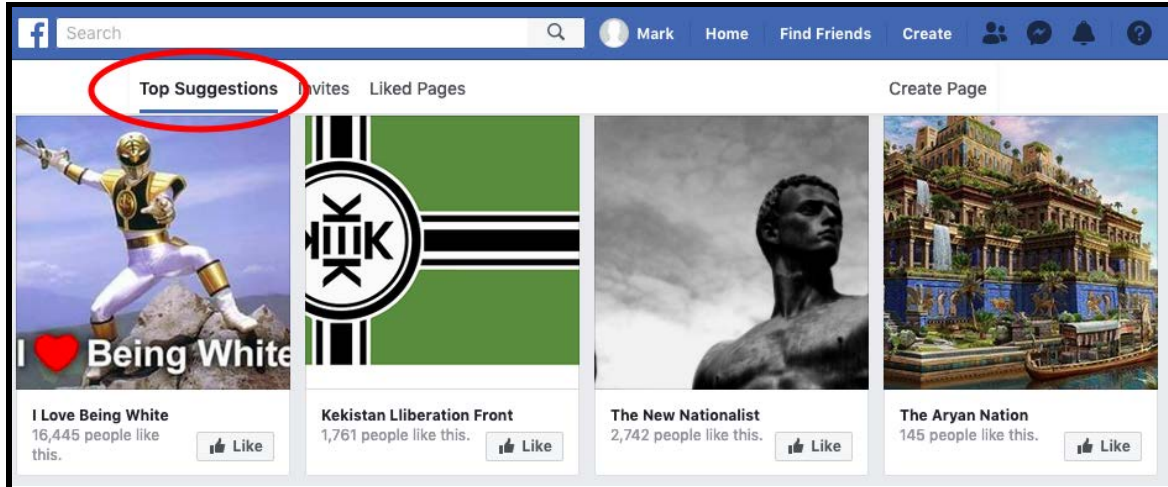 f Search Mark Home Find Friends Create ?
Top Suggestions Invites Liked Pages Create Page
I Being White
KEK
I Love Being White
16,445 people like
this.
Like
Kekistan Lliberation Front
1,761 people like this.
Like
The New Nationalist
2,742 people like this.
Like
The Aryan Nation
145 people like this.
Like